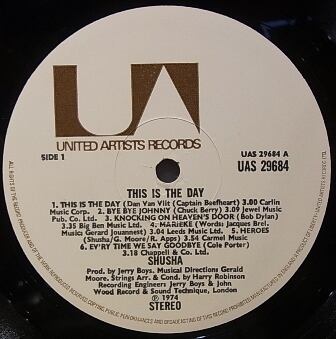 UA
UNITED ARTISTS RECORDS
SIDE 1
UAS 29684 A
UAS 29684
THIS IS THE DAY
1. THIS IS THE DAY (Dan Van Vlit (Captain Beefheart) 3.00 Carlin
Music Corp. 2. BYE BYE JOHNNY (Chuck Berry) 3.09 Jewel Music
Pub. Co. Ltd. 3. KNOCKING ON HEAVEN'S DOOR (Bob Dylan)
3.35 Big Ben Music Ltd. 4. MARIEKE (Words: Jacques Brel.
Music: Gerard Jouannest) 3.04 Leeds Music Ltd. 5. HEROES
(Shusha/G. Moore/R. Apps) 3.54 Carmel Music
6. EV'RY TIME WE SAY GOODBYE (Cole Porter)
3.18 Chappell & Co. Ltd.
SHUSHA
Prod. by Jerry Boys. Musical Directions: Gerald
Moore. Strings Arr. & Cond. by Harry Robinson
Recording Engineers Jerry Boys & John
Wood Record & Sound Technique, London
℗ 1974
STEREO